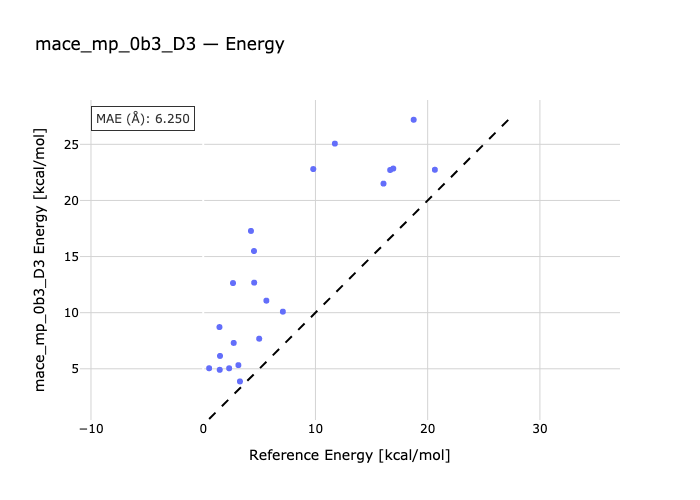 mace_mp_0b3_D3 — Energy
MAE (Å): 6.250
mace_mp_0b3_D3 Energy [kcal/mol]
25
20
15
10
5
−10
0
10
20
30
Reference Energy [kcal/mol]